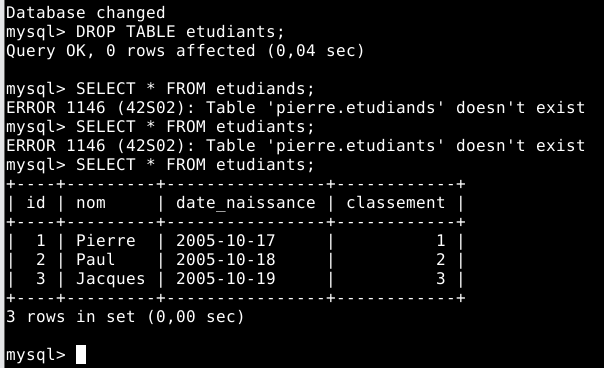 Database changed
mysql> DROP TABLE etudiants;
Query OK, 0 rows affected (0,04 sec)
mysql> SELECT * FROM etudiands;
ERROR 1146 (42S02): Table 'pierre.etudiands' doesn't exist
mysql> SELECT * FROM etudiants;
ERROR 1146 (42S02): Table 'pierre.etudiants' doesn't exist
mysql> SELECT * FROM etudiants;
+----+---------+----------------+------------+
| id | nom     | date_naissance | classement |
+----+---------+----------------+------------+
|  1 | Pierre  | 2005-10-17     |          1 |
|  2 | Paul    | 2005-10-18     |          2 |
|  3 | Jacques | 2005-10-19     |          3 |
+----+---------+----------------+------------+
3 rows in set (0,00 sec)
mysql>